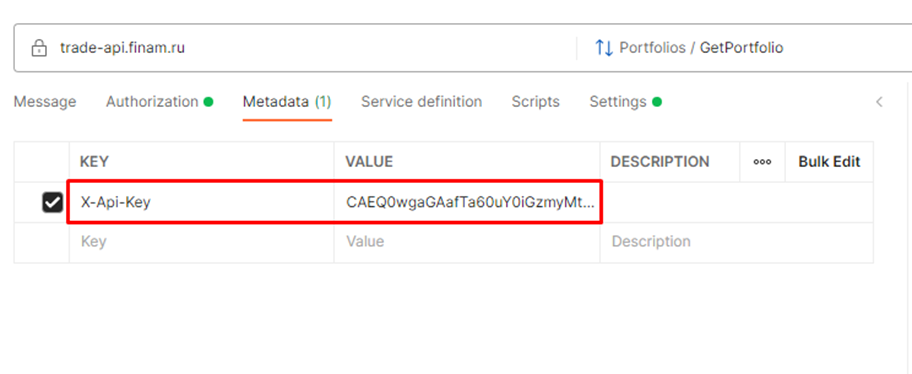 trade-api.finam.ru Portfolios / GetPortfolio
Message Authorization Metadata (1) Service definition Scripts Settings
KEY VALUE DESCRIPTION Bulk Edit
X-Api-Key CAEQ0wgaGAafTa60uY0iGzmyMt...
Key Value Description